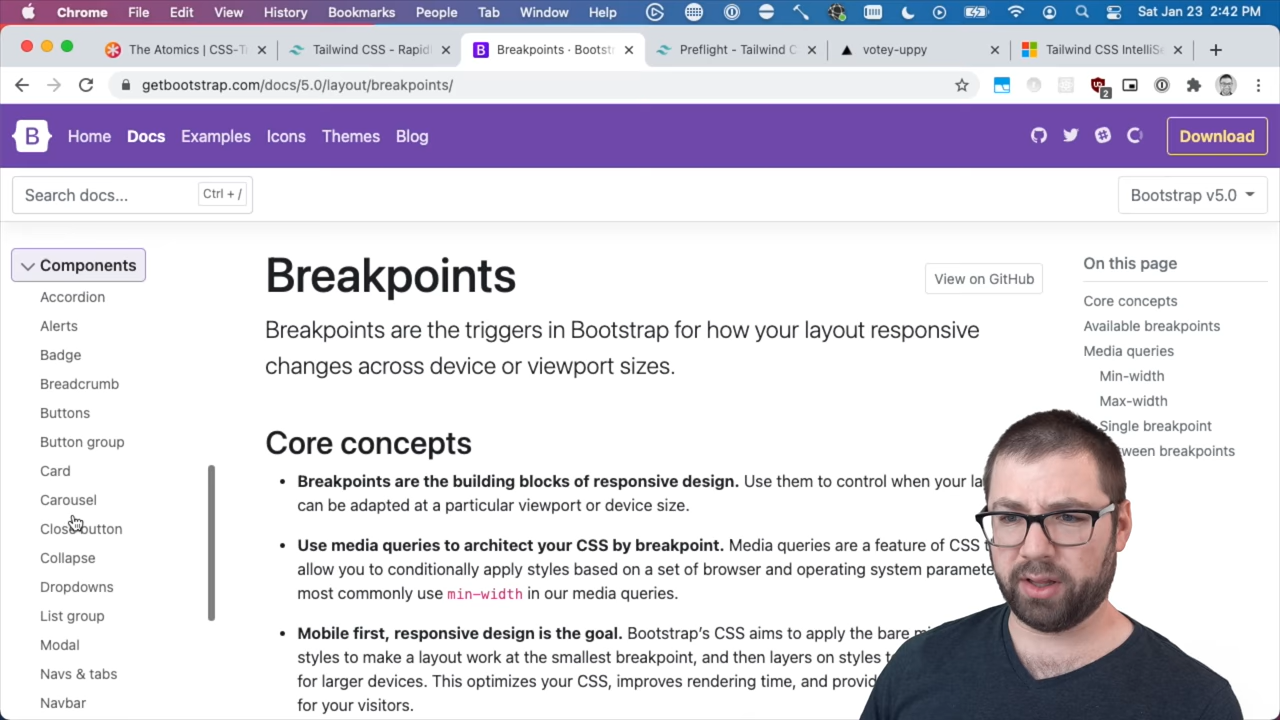 Chrome File Edit View History Bookmarks People Tab Window Help Sat Jan 23 2:42 PM
The Atomics | CSS-T
Tailwind CSS - Rapid
Breakpoints · Bootst
Preflight - Tailwind C
votey-uppy
Tailwind CSS IntelliSe
getbootstrap.com/docs/5.0/layout/breakpoints/
2
B Home Docs Examples Icons Themes Blog Download
Search docs... Ctrl + / Bootstrap v5.0
Components
Accordion
Alerts
Badge
Breadcrumb
Buttons
Button group
Card
Carousel
Close button
Collapse
Dropdowns
List group
Modal
Navs & tabs
Navbar
Breakpoints
View on GitHub
Breakpoints are the triggers in Bootstrap for how your layout responsive
changes across device or viewport sizes.
Core concepts
• Breakpoints are the building blocks of responsive design. Use them to control when your la
can be adapted at a particular viewport or device size.
• Use media queries to architect your CSS by breakpoint. Media queries are a feature of CSS
allow you to conditionally apply styles based on a set of browser and operating system paramete
most commonly use min-width in our media queries.
• Mobile first, responsive design is the goal. Bootstrap's CSS aims to apply the bare
styles to make a layout work at the smallest breakpoint, and then layers on styles
for larger devices. This optimizes your CSS, improves rendering time, and provid
for your visitors.
On this page
Core concepts
Available breakpoints
Media queries
Min-width
Max-width
Single breakpoint
ween breakpoints